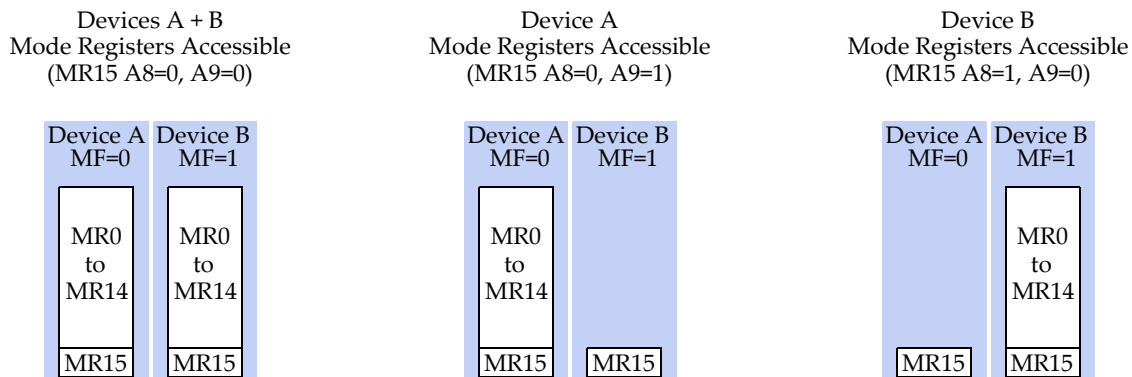 Devices A + B
Mode Registers Accessible
(MR15 A8=0, A9=0)
Device A
MF=0
Device B
MF=1
MR0
to
MR14
MR15
MR0
to
MR14
MR15
Device A
Mode Registers Accessible
(MR15 A8=0, A9=1)
Device A
MF=0
Device B
MF=1
MR0
to
MR14
MR15
MR15
Device B
Mode Registers Accessible
(MR15 A8=1, A9=0)
Device A
MF=0
Device B
MF=1
MR15
MR0
to
MR14
MR15